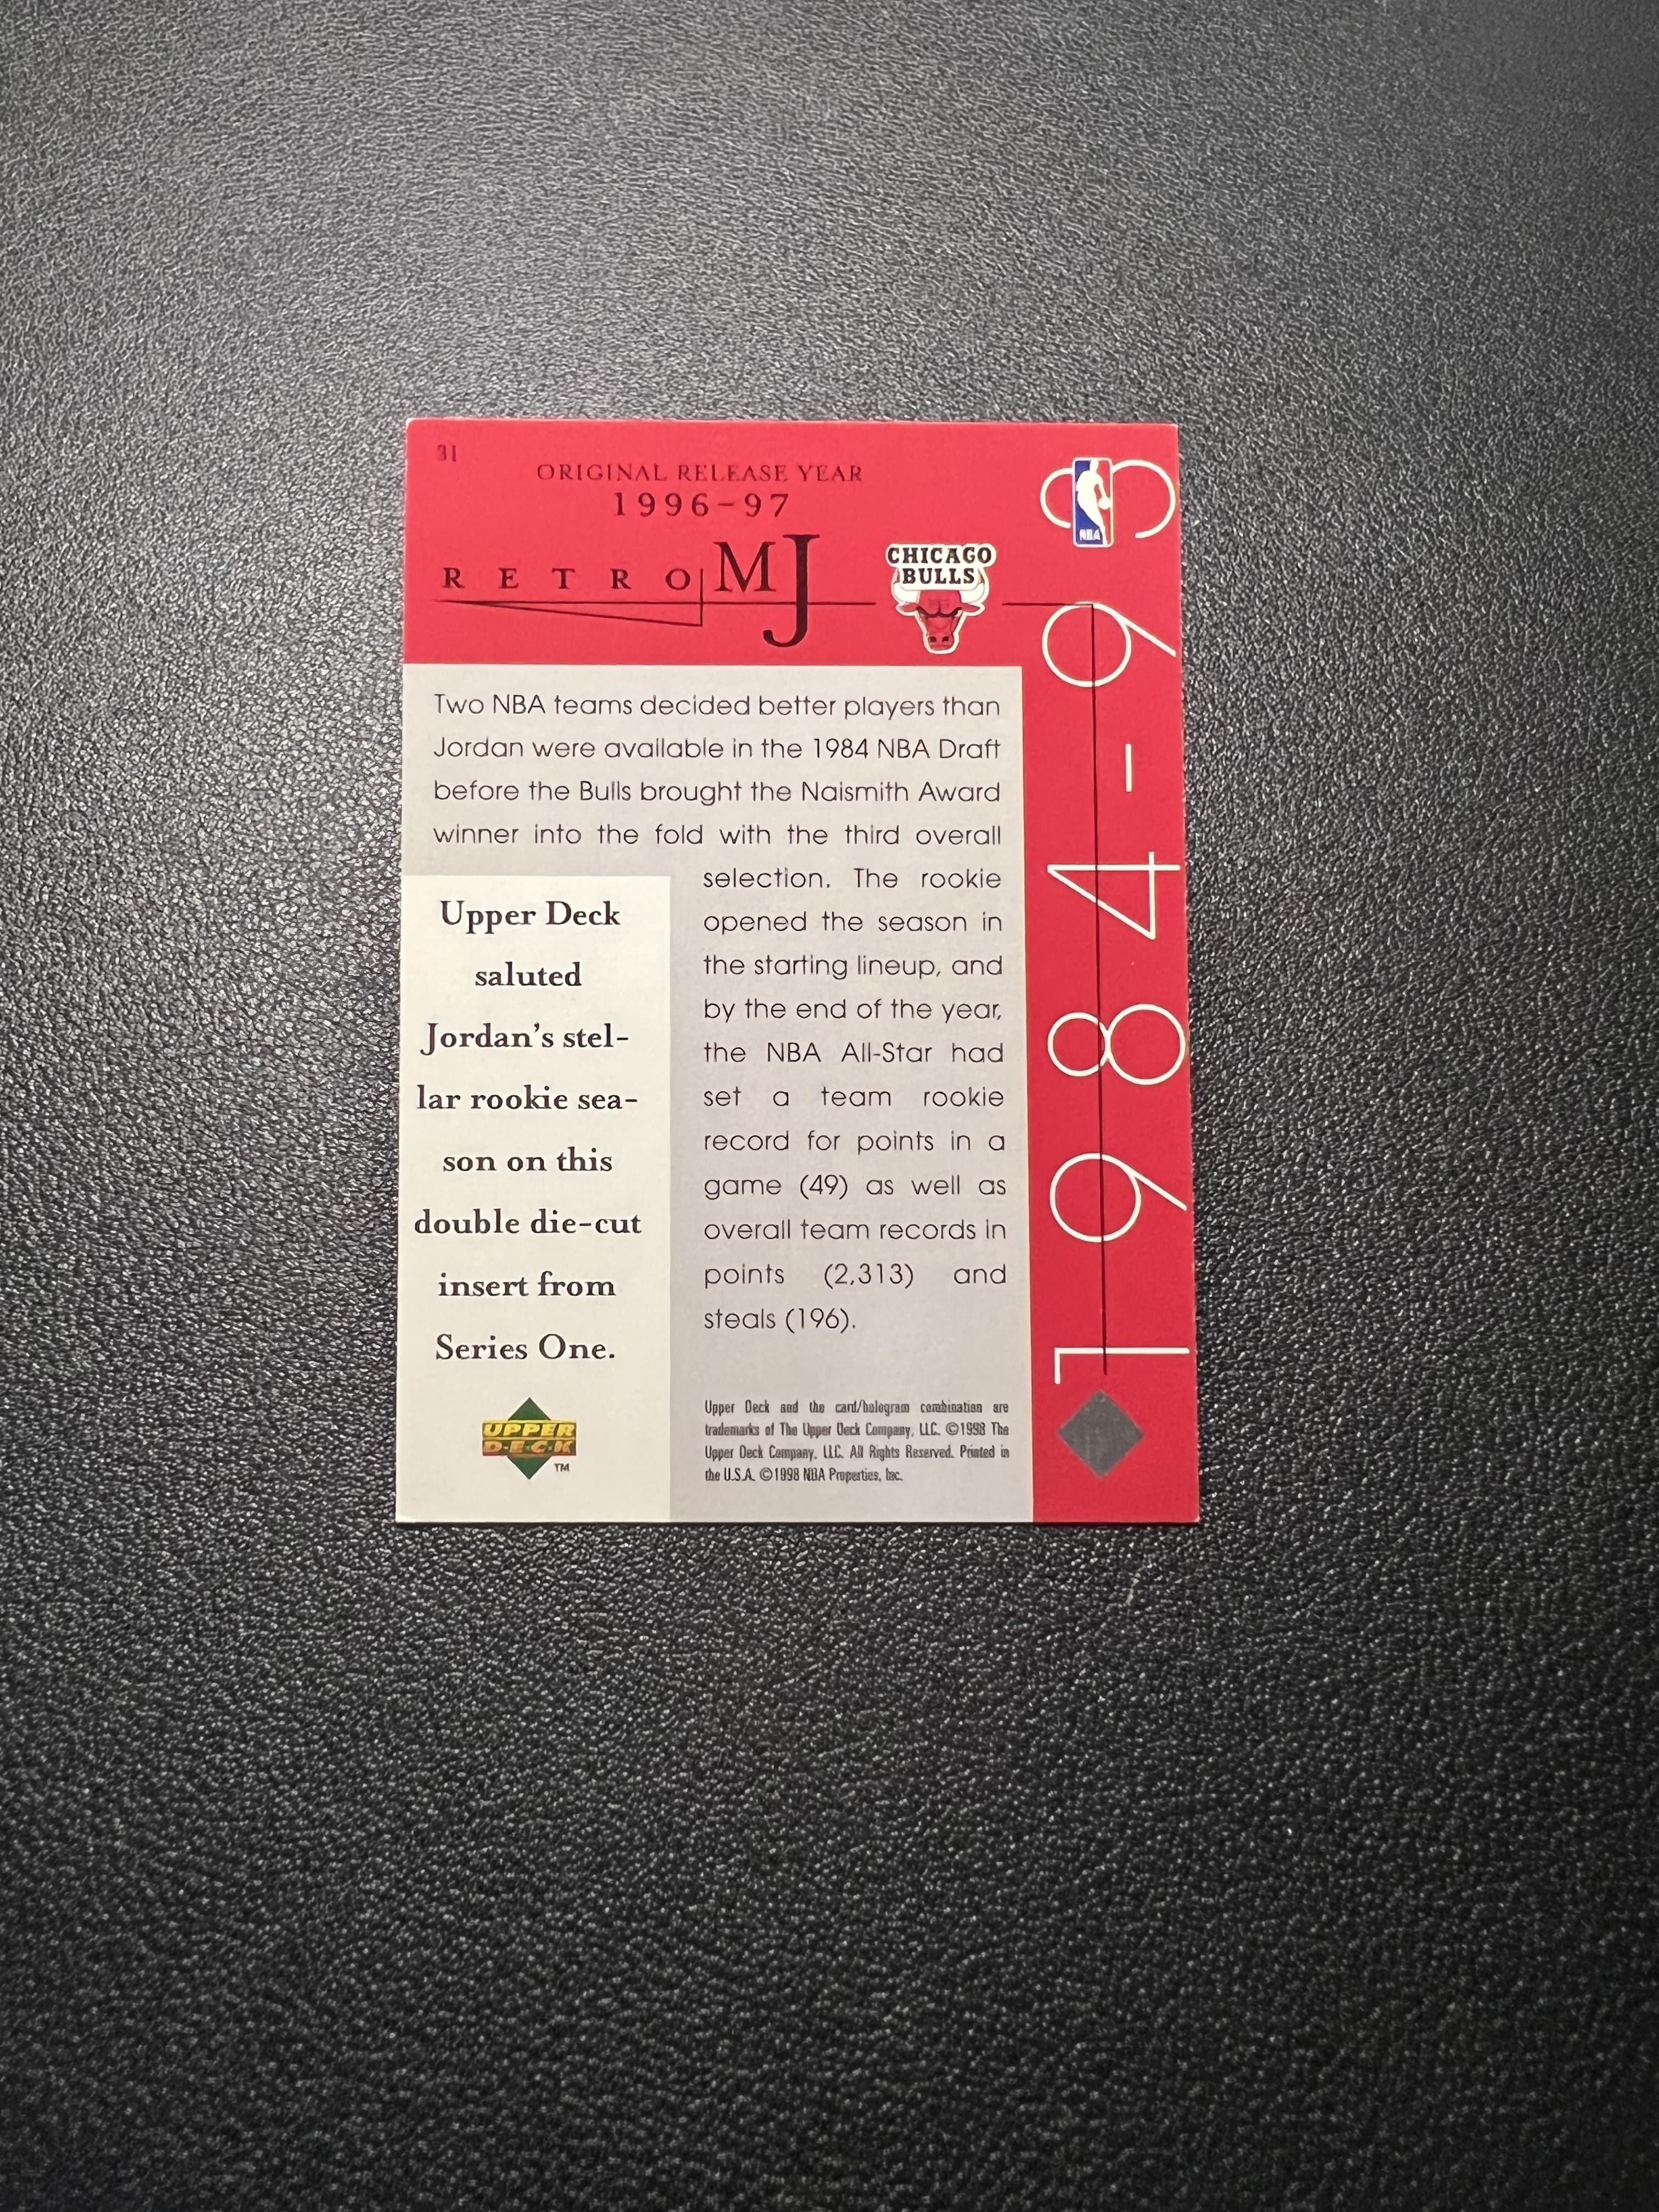 31
ORIGINAL RELEASE YEAR
1996-97
RETRO MJ
CHICAGO
BULLS
NBA
1984-93
Two NBA teams decided better players than
Jordan were available in the 1984 NBA Draft
before the Bulls brought the Naismith Award
winner into the fold with the third overall
selection. The rookie
opened the season in
the starting lineup, and
by the end of the year,
the NBA All-Star had
set a team rookie
record for points in a
game (49) as well as
overall team records in
points (2,313) and
steals (196).
Upper Deck
saluted
Jordan's stel-
lar rookie sea-
son on this
double die-cut
insert from
Series One.
UPPER
D·E·C·K
TM
Upper Deck and the card/hologram combination are
trademarks of The Upper Deck Company, LLC. ©1998 The
Upper Deck Company, LLC. All Rights Reserved. Printed in
the U.S.A. ©1998 NBA Properties, Inc.